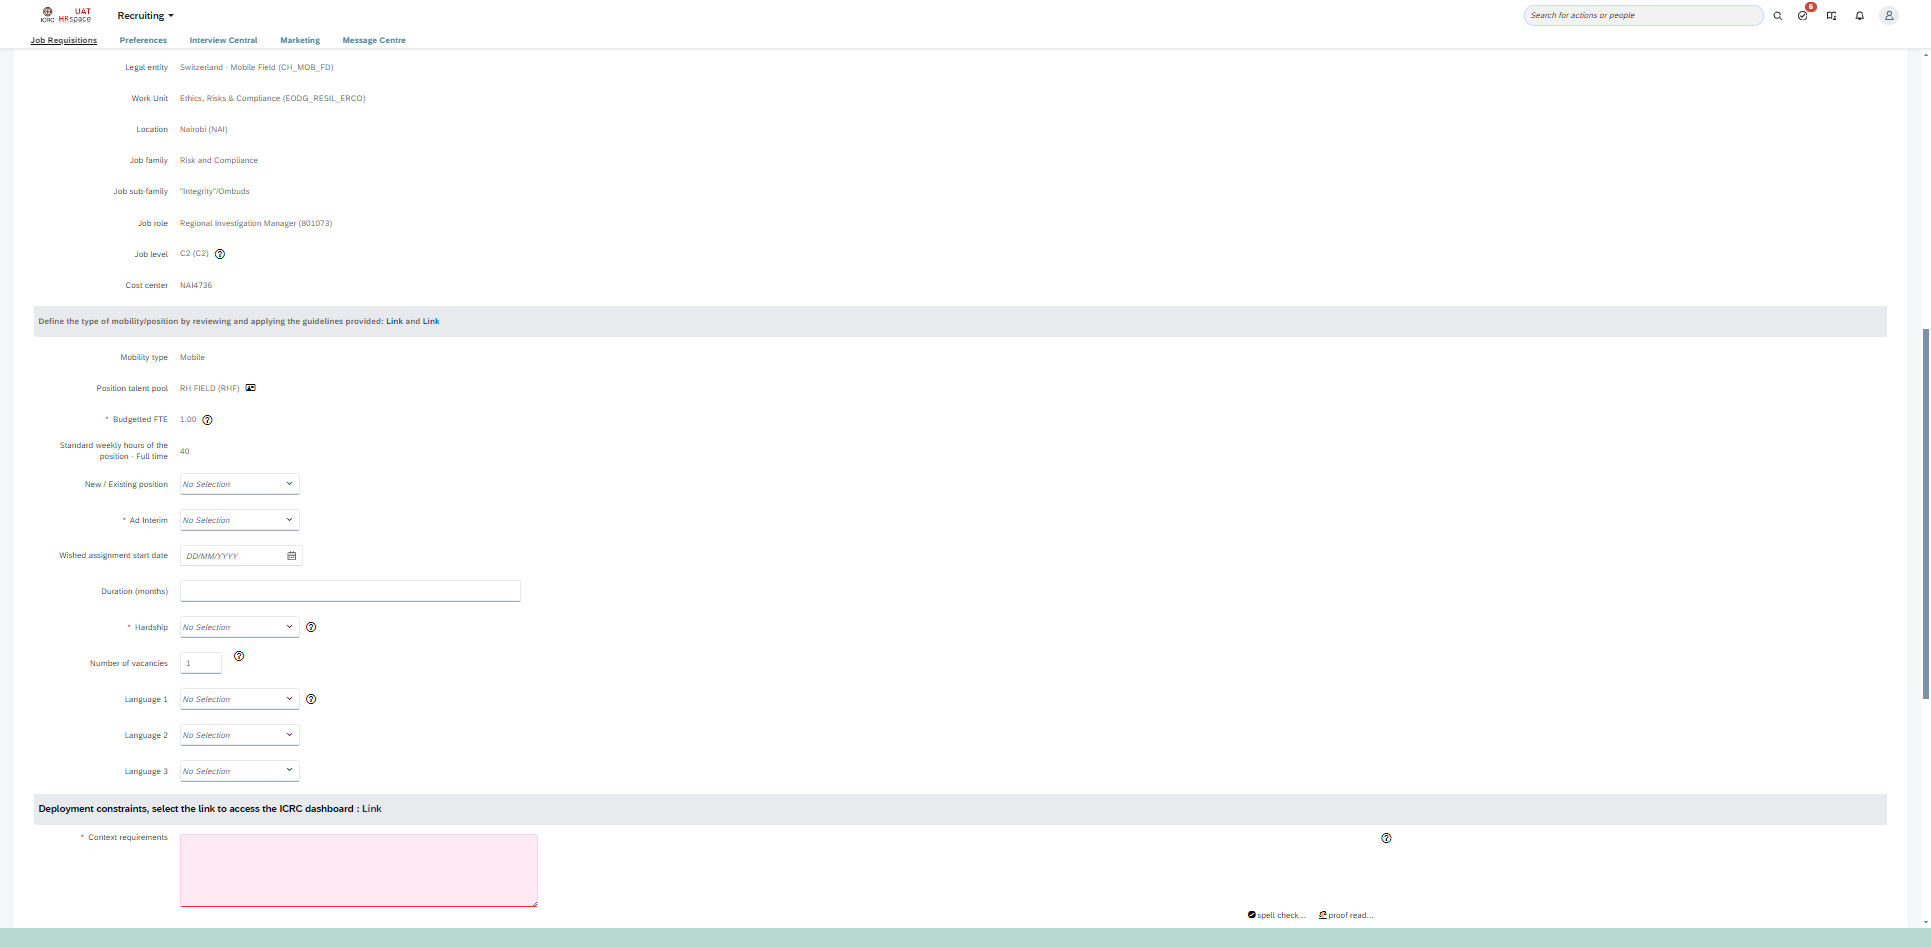 UAT
ICRC HRspace
Recruiting
Search for actions or people
6
Job Requisitions Preferences Interview Central Marketing Message Centre
Legal entity Switzerland - Mobile Field (CH_MOB_FD)
Work Unit Ethics, Risks & Compliance (EODG_RESIL_ERCO)
Location Nairobi (NAI)
Job family Risk and Compliance
Job sub-family "Integrity"/Ombuds
Job role Regional Investigation Manager (801073)
Job level C2 (C2) ?
Cost center NAI4736
Define the type of mobility/position by reviewing and applying the guidelines provided: Link and Link
Mobility type Mobile
Position talent pool RH FIELD (RHF)
* Budgetted FTE 1.00 ?
Standard weekly hours of the
position - Full time 40
New / Existing position No Selection
* Ad Interim No Selection
Wished assignment start date DD/MM/YYYY
Duration (months)
* Hardship No Selection ?
Number of vacancies 1 ?
Language 1 No Selection ?
Language 2 No Selection
Language 3 No Selection
Deployment constraints, select the link to access the ICRC dashboard : Link
* Context requirements ?
spell check... proof read...